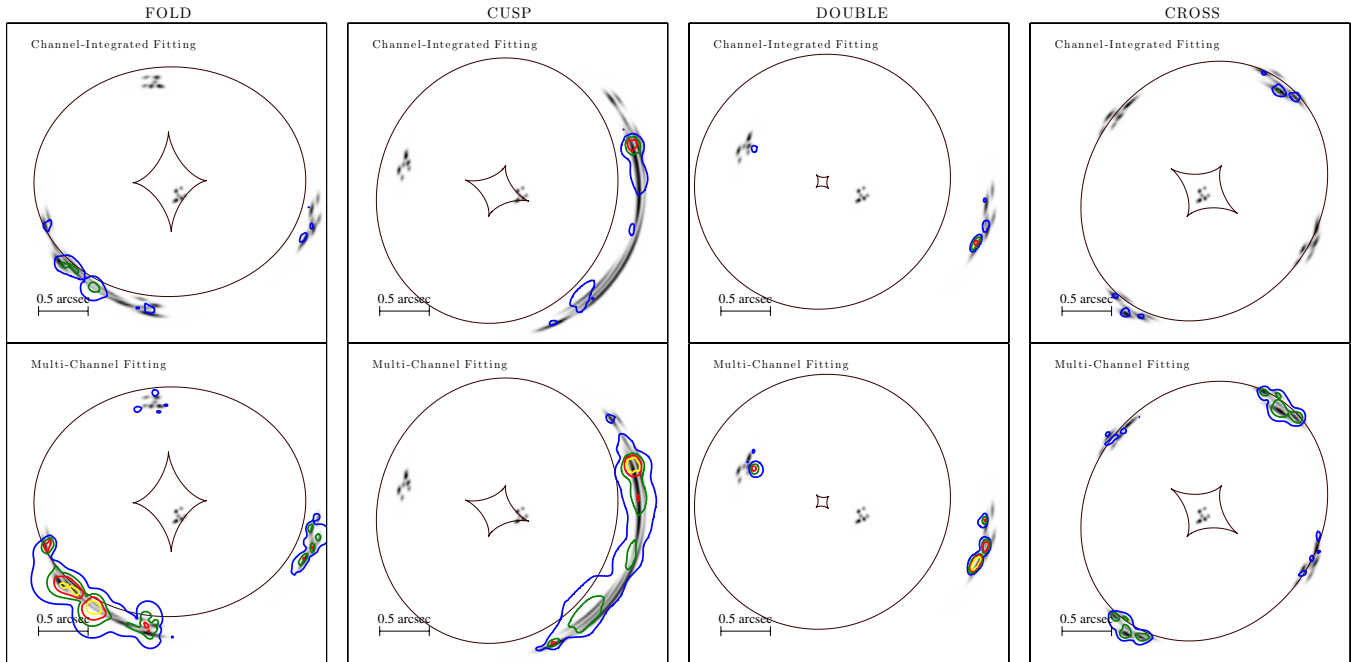 FOLD
CUSP
DOUBLE
CROSS
Channel-Integrated Fitting
Channel-Integrated Fitting
Channel-Integrated Fitting
Channel-Integrated Fitting
0.5 arcsec
0.5 arcsec
0.5 arcsec
0.5 arcsec
Multi-Channel Fitting
Multi-Channel Fitting
Multi-Channel Fitting
Multi-Channel Fitting
0.5 arcsec
0.5 arcsec
0.5 arcsec
0.5 arcsec